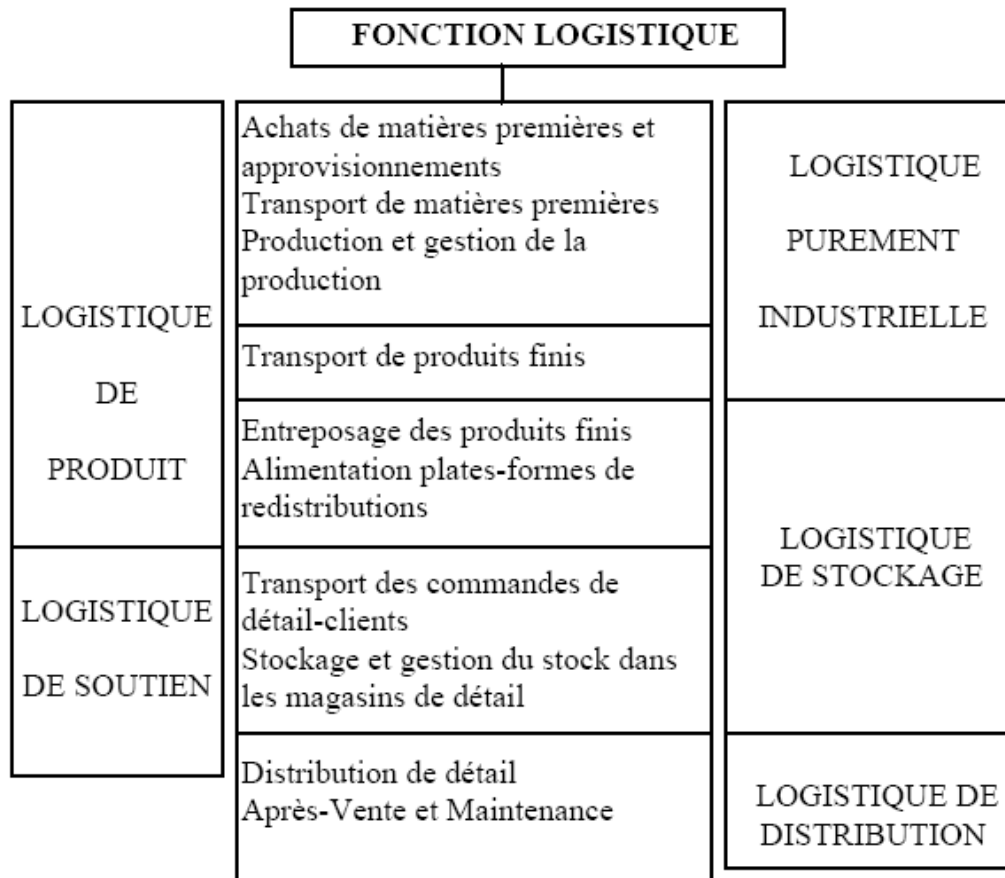 FONCTION LOGISTIQUE
LOGISTIQUE
DE
PRODUIT
LOGISTIQUE
DE SOUTIEN
Achats de matières premières et
approvisionnements
Transport de matières premières
Production et gestion de la
production
Transport de produits finis
Entreposage des produits finis
Alimentation plates-formes de
redistributions
Transport des commandes de
détail-clients
Stockage et gestion du stock dans
les magasins de détail
Distribution de détail
Après-Vente et Maintenance
LOGISTIQUE
PUREMENT
INDUSTRIELLE
LOGISTIQUE
DE STOCKAGE
LOGISTIQUE DE
DISTRIBUTION